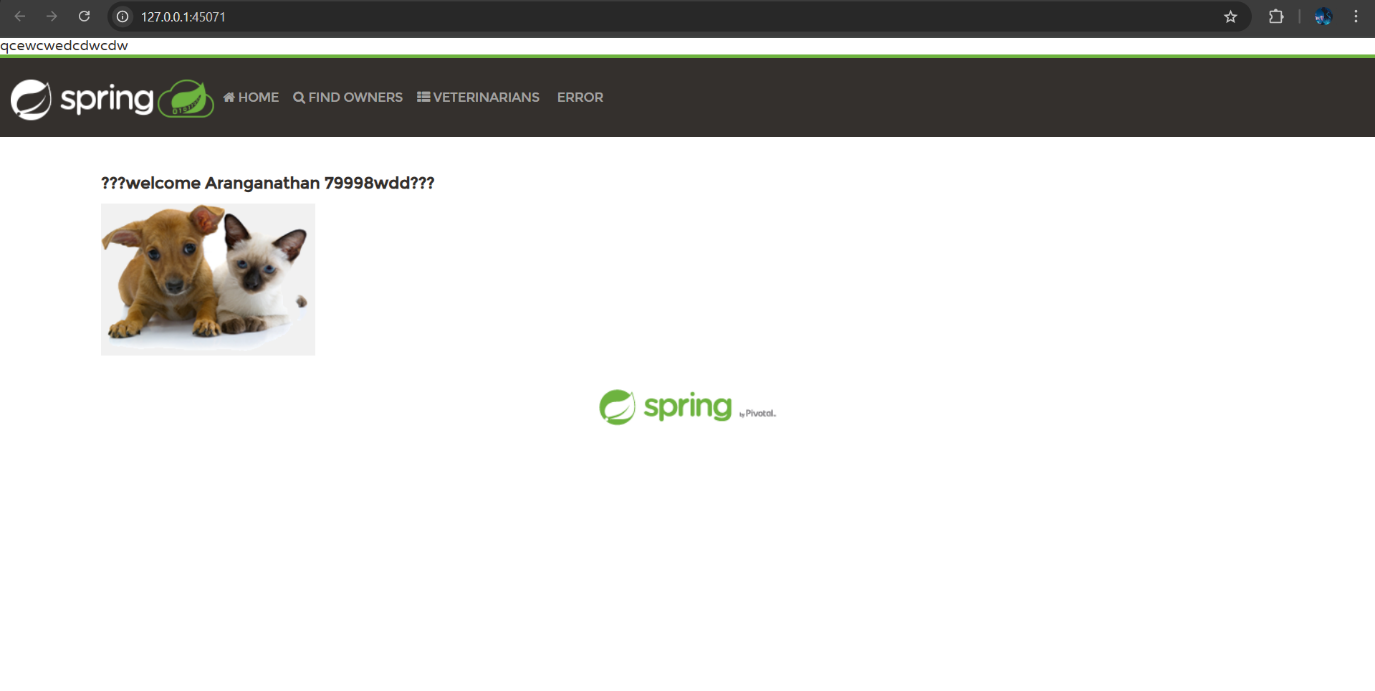 127.0.0.1:45071
qcewcwedcdwcdw
spring HOME FIND OWNERS VETERINARIANS ERROR
???welcome Aranganathan 79998wdd???
spring by Pivotal.